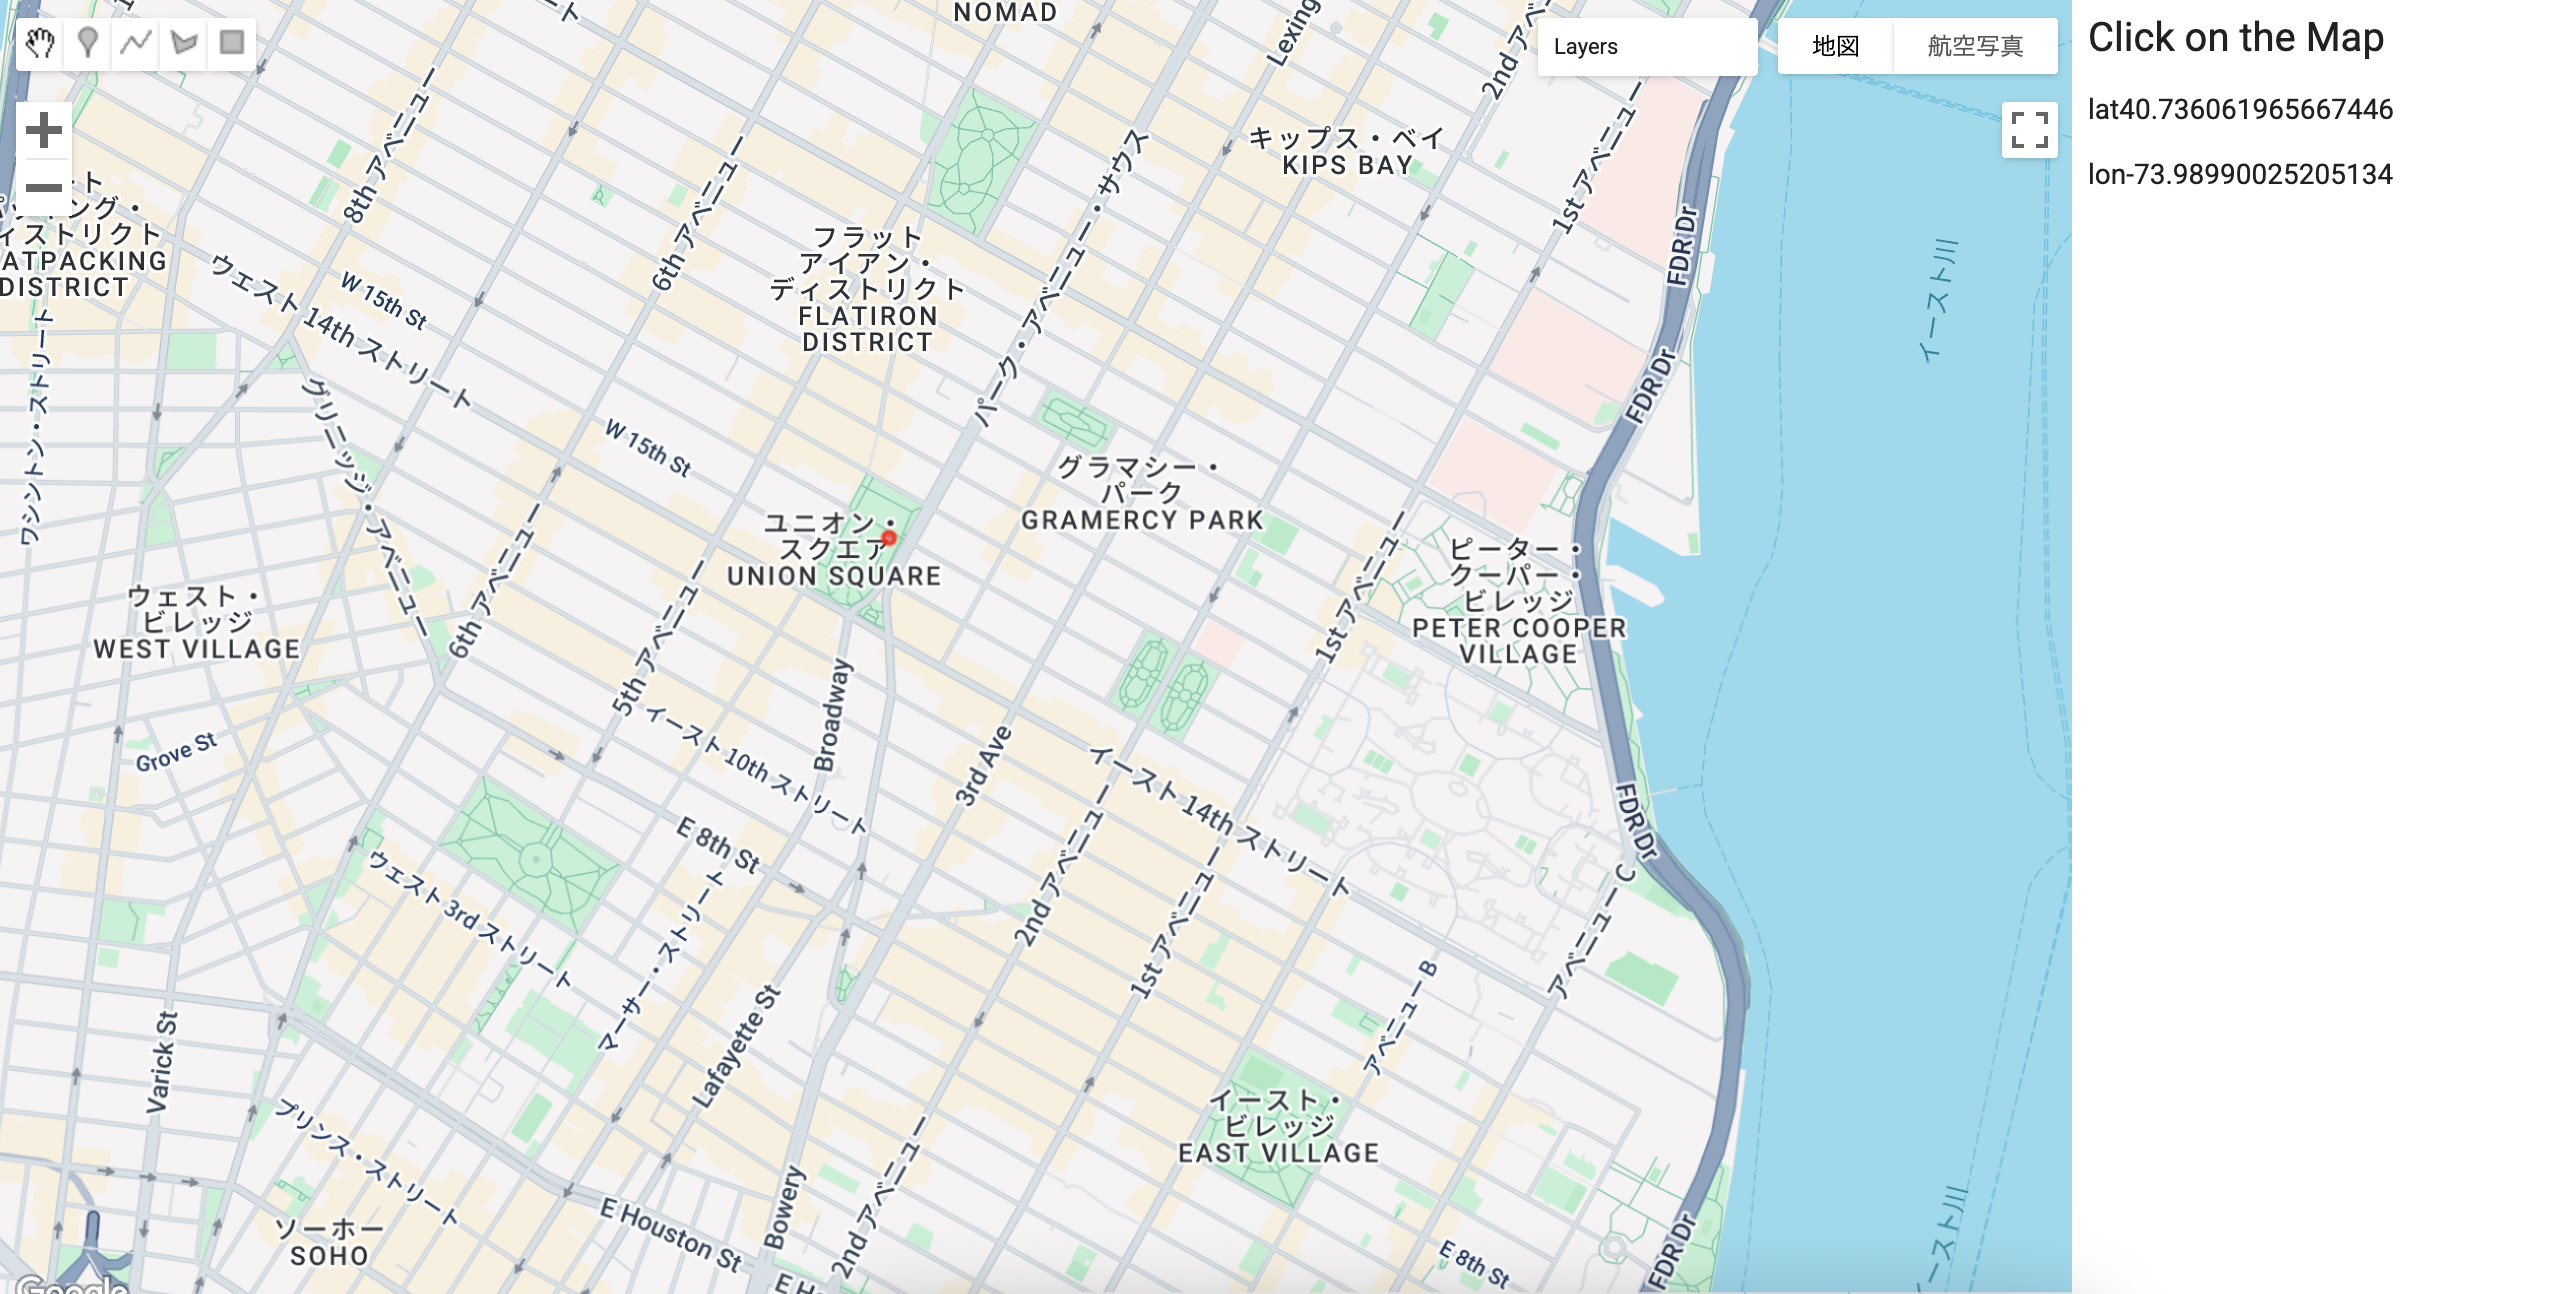 NOMAD
Lexing
2nd アベ
Layers
地図
航空写真
Click on the Map
lat40.736061965667446
lon-73.98990025205134
8th アベニュー
6th アベニュー
パーク・アベニュー・サウス
キップス・ベイ
KIPS BAY
1st アベニュー
FDR Dr
イースト川
ング・
ィストリクト
ATPACKING
DISTRICT
ウェスト 14th ストリート
W 15th St
フラット
アイアン・
ディストリクト
FLATIRON
DISTRICT
FDR Dr
ワシントン・ストリート
グリニッジ・アベニュー
W 15th St
グラマシー・
パーク
GRAMERCY PARK
ユニオン・
スクエア
UNION SQUARE
6th アベニュー
5th アベニュー
1st アベニュー
ピーター・
クーパー・
ビレッジ
PETER COOPER
VILLAGE
ウェスト・
ビレッジ
WEST VILLAGE
Grove St
Broadway
イースト 10th ストリート
3rd Ave
イースト 14th ストリート
FDR Dr
E 8th St
ウェスト 3rd ストリート
マーサー・ストリート
2nd アベニュー
1st アベニュー
アベニュー C
アベニュー B
Varick St
Lafayette St
プリンス・ストリート
イースト・
ビレッジ
EAST VILLAGE
ソーホー
SOHO
E Houston St
Bowery
2nd アベニュー
E 8th St
FDR Dr
ースト川
Google